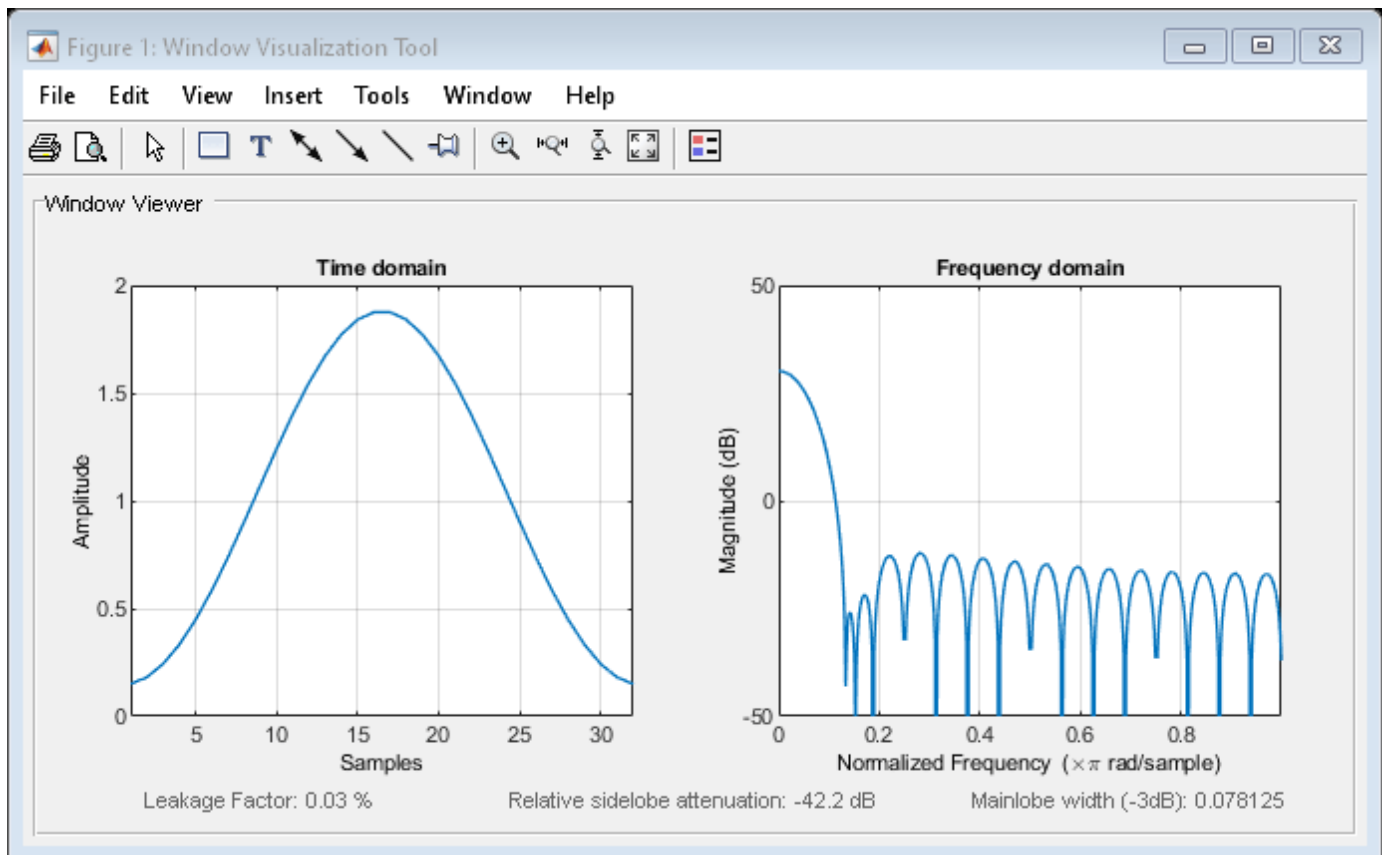 Figure 1: Window Visualization Tool
File Edit View Insert Tools Window Help
T
Window Viewer
Time domain
2
1.5
1
0.5
0
5 10 15 20 25 30
Amplitude
Samples
Frequency domain
50
0
-50
0 0.2 0.4 0.6 0.8
Magnitude (dB)
Normalized Frequency (×π rad/sample)
Leakage Factor: 0.03 %
Relative sidelobe attenuation: -42.2 dB
Mainlobe width (-3dB): 0.078125